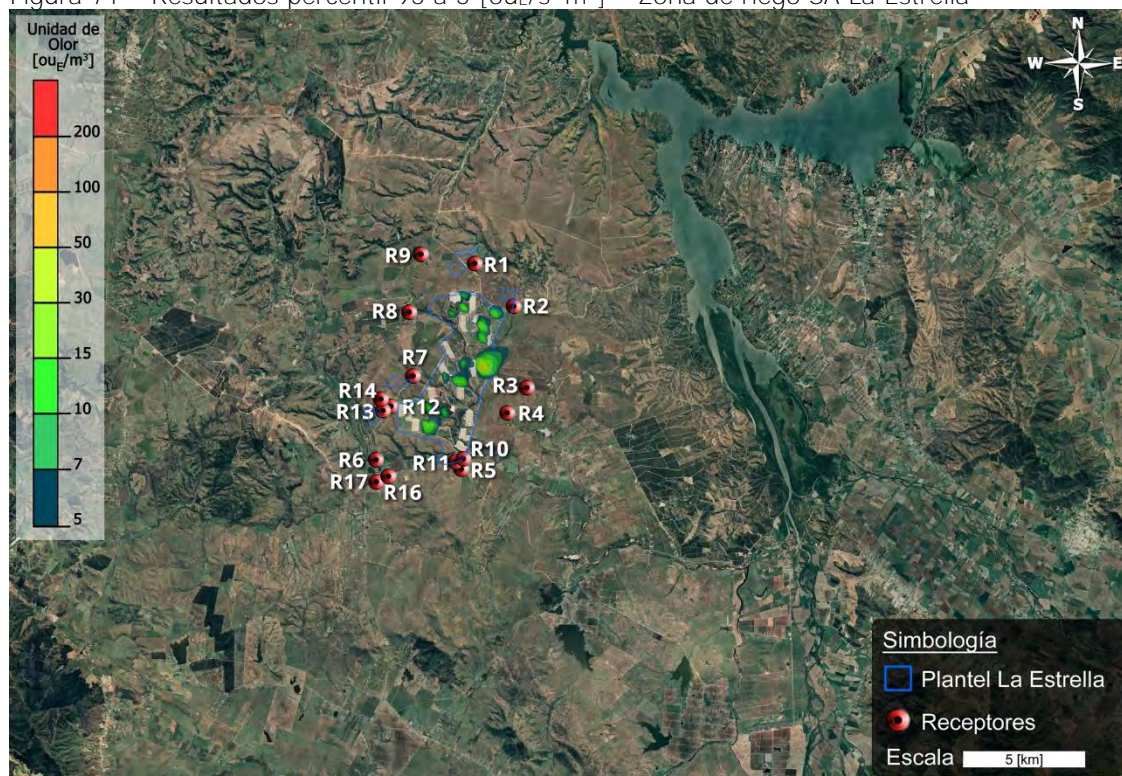 Unidad de
Olor
[ouE/m³]
200
100
50
30
15
10
7
5
N
W
E
S
R9
R1
R2
R8
R7
R3
R14
R12
R13
R4
R10
R11
R5
R6
R17
R16
Simbología
Plantel La Estrella
Receptores
Escala
5 [km]